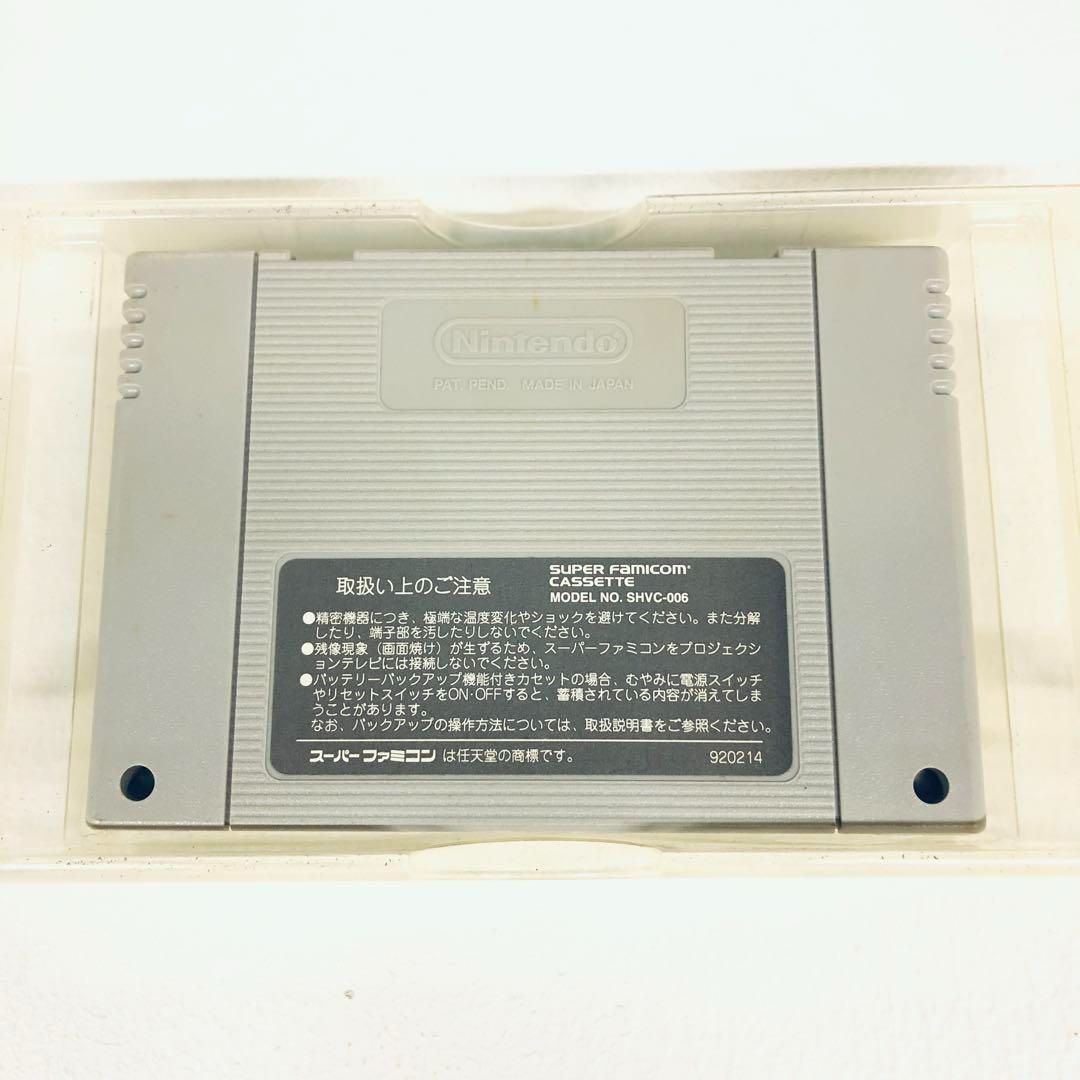 Nintendo
PAT. PEND. MADE IN JAPAN
取扱い上のご注意
SUPER FAMICOM®
CASSETTE
MODEL NO. SHVC-006
●精密機器につき、極端な温度変化やショックを避けてください。また分解
したり、端子部を汚したりしないでください。
●残像現象（画面焼け）が生ずるため、スーパーファミコンをプロジェクシ
ョンテレビには接続しないでください。
●バッテリーバックアップ機能付きカセットの場合、むやみに電源スイッチ
やリセットスイッチをON·OFFすると、蓄積されている内容が消えてしま
うことがあります。
なお、バックアップの操作方法については、取扱説明書をご参照ください。
スーパーファミコン は任天堂の商標です。
920214